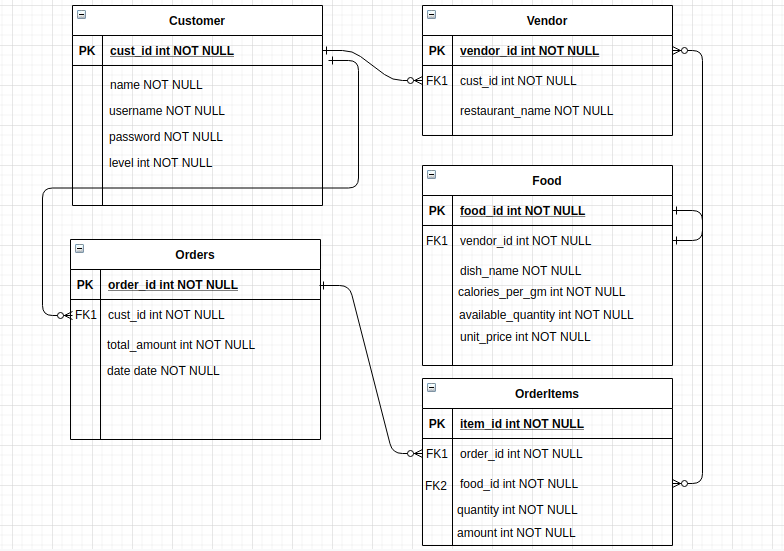 Customer
PK cust_id int NOT NULL
name NOT NULL
username NOT NULL
password NOT NULL
level int NOT NULL
Vendor
PK vendor_id int NOT NULL
FK1 cust_id int NOT NULL
restaurant_name NOT NULL
Food
PK food_id int NOT NULL
FK1 vendor_id int NOT NULL
dish_name NOT NULL
calories_per_gm int NOT NULL
available_quantity int NOT NULL
unit_price int NOT NULL
Orders
PK order_id int NOT NULL
FK1 cust_id int NOT NULL
total_amount int NOT NULL
date date NOT NULL
OrderItems
PK item_id int NOT NULL
FK1 order_id int NOT NULL
FK2 food_id int NOT NULL
quantity int NOT NULL
amount int NOT NULL